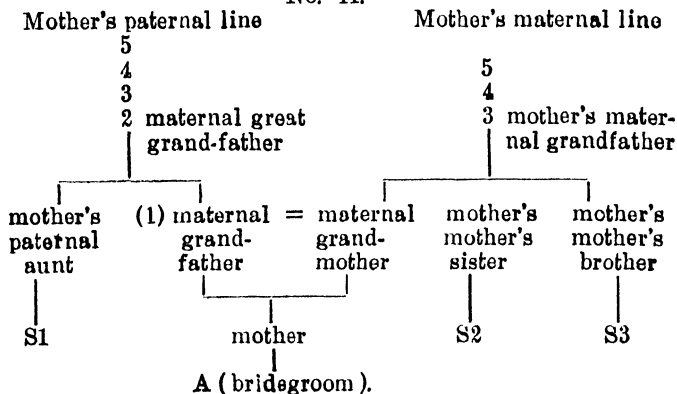 No. II.
Mother's paternal line Mother's maternal line
5
4 5
3 4
2 maternal great 3 mother's mater-
grand-father nal grandfather
mother's (1) maternal = maternal mother's mother's
paternal grand- grand- mother's mother's
aunt father mother sister brother
S1 mother S2 S3
A (bridegroom).